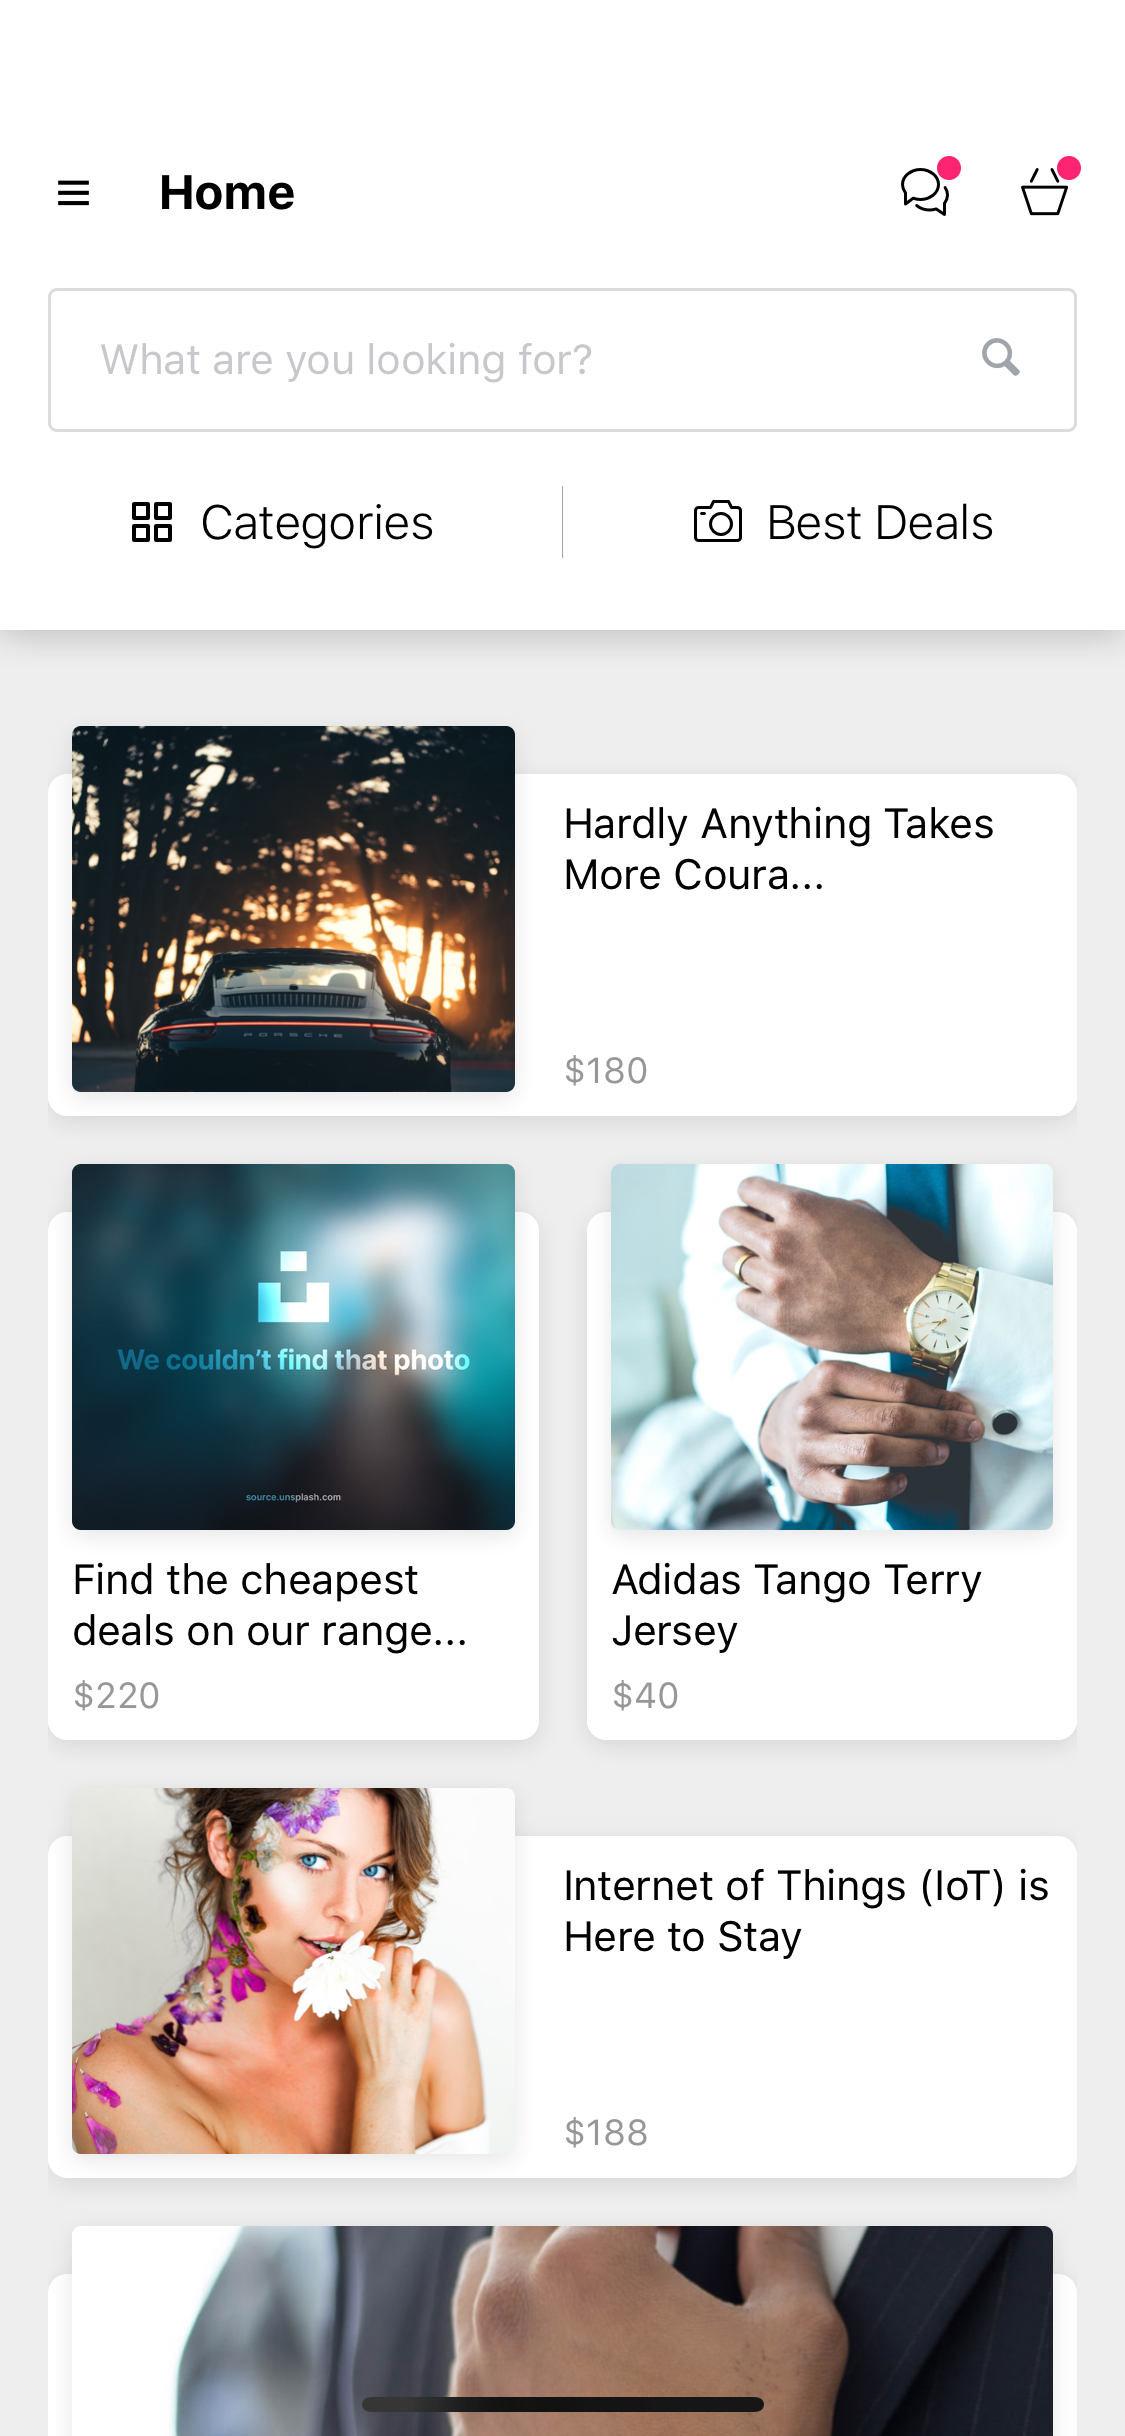 Home
What are you looking for?
Categories
Best Deals
PORSCHE
Hardly Anything Takes
More Coura...
$180
We couldn't find that photo
source.unsplash.com
Find the cheapest
deals on our range...
$220
Adidas Tango Terry
Jersey
$40
Internet of Things (IoT) is
Here to Stay
$188